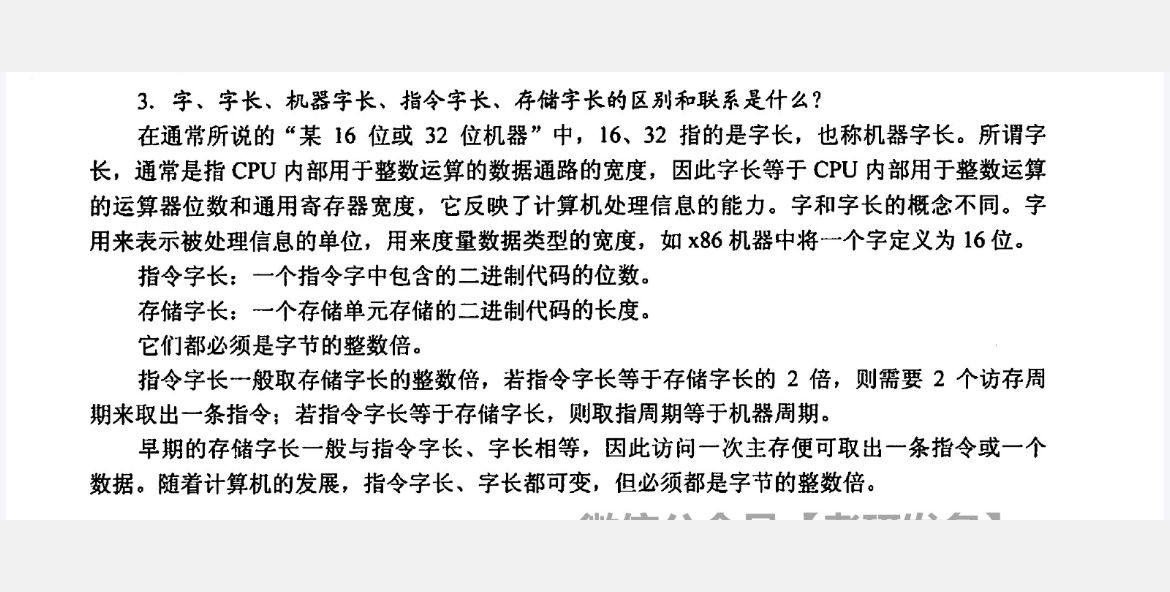 3. 字、字长、机器字长、指令字长、存储字长的区别和联系是什么？
在通常所说的“某 16 位或 32 位机器”中，16、32 指的是字长，也称机器字长。所谓字
长，通常是指 CPU 内部用于整数运算的数据通路的宽度，因此字长等于 CPU 内部用于整数运算
的运算器位数和通用寄存器宽度，它反映了计算机处理信息的能力。字和字长的概念不同。字
用来表示被处理信息的单位，用来度量数据类型的宽度，如 x86 机器中将一个字定义为 16 位。
指令字长：一个指令字中包含的二进制代码的位数。
存储字长：一个存储单元存储的二进制代码的长度。
它们都必须是字节的整数倍。
指令字长一般取存储字长的整数倍，若指令字长等于存储字长的 2 倍，则需要 2 个访存周
期来取出一条指令；若指令字长等于存储字长，则取指周期等于机器周期。
早期的存储字长一般与指令字长、字长相等，因此访问一次主存便可取出一条指令或一个
数据。随着计算机的发展，指令字长、字长都可变，但必须都是字节的整数倍。